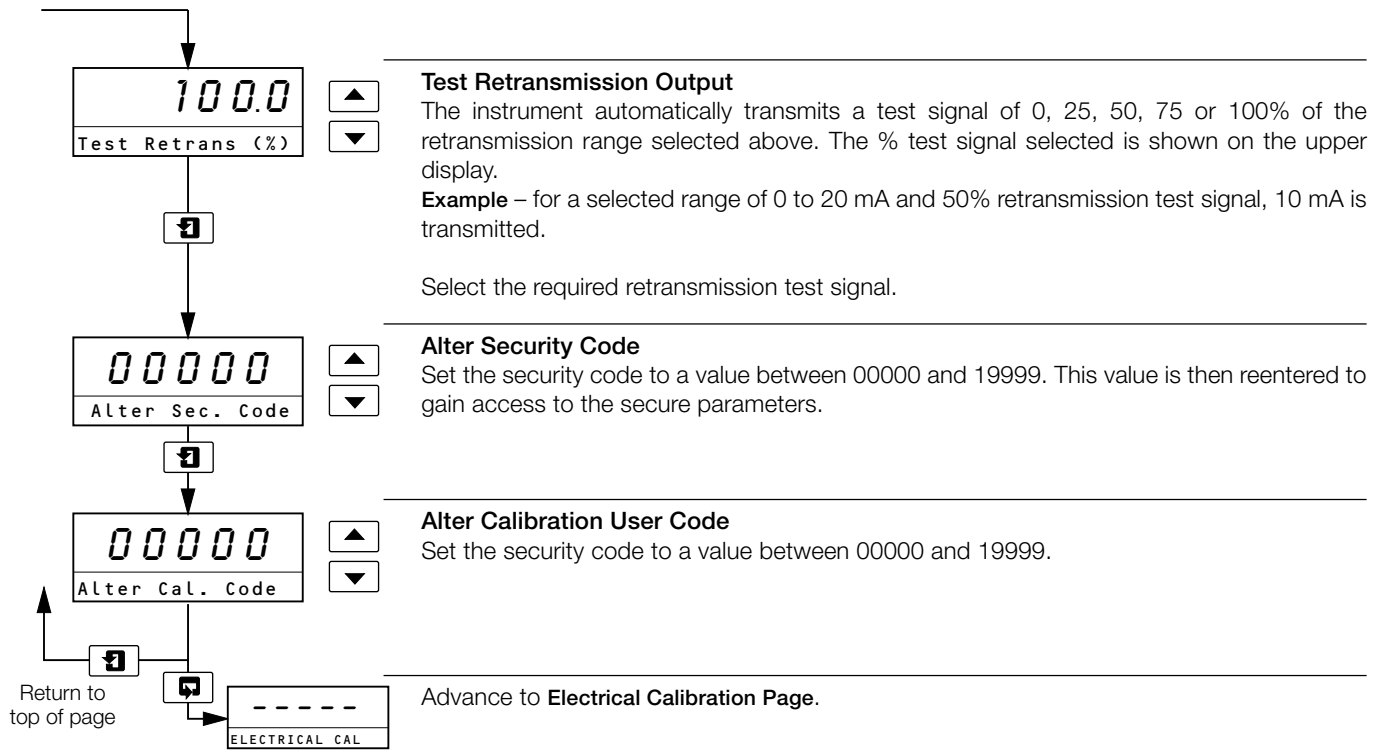 100.0
Test Retrans (%)
Test Retransmission Output
The instrument automatically transmits a test signal of 0, 25, 50, 75 or 100% of the
retransmission range selected above. The % test signal selected is shown on the upper
display.
Example – for a selected range of 0 to 20 mA and 50% retransmission test signal, 10 mA is
transmitted.
Select the required retransmission test signal.
00000
Alter Sec. Code
Alter Security Code
Set the security code to a value between 00000 and 19999. This value is then reentered to
gain access to the secure parameters.
00000
Alter Cal. Code
Alter Calibration User Code
Set the security code to a value between 00000 and 19999.
Return to
top of page
-----
ELECTRICAL CAL
Advance to Electrical Calibration Page.